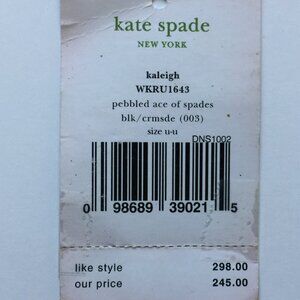 kate spade
NEW YORK
kaleigh
WKRU1643
pebbled ace of spades
blk/crmsde (003)
size u-u
DNS1002
0 98689 39021 5
like style 298.00
our price 245.00